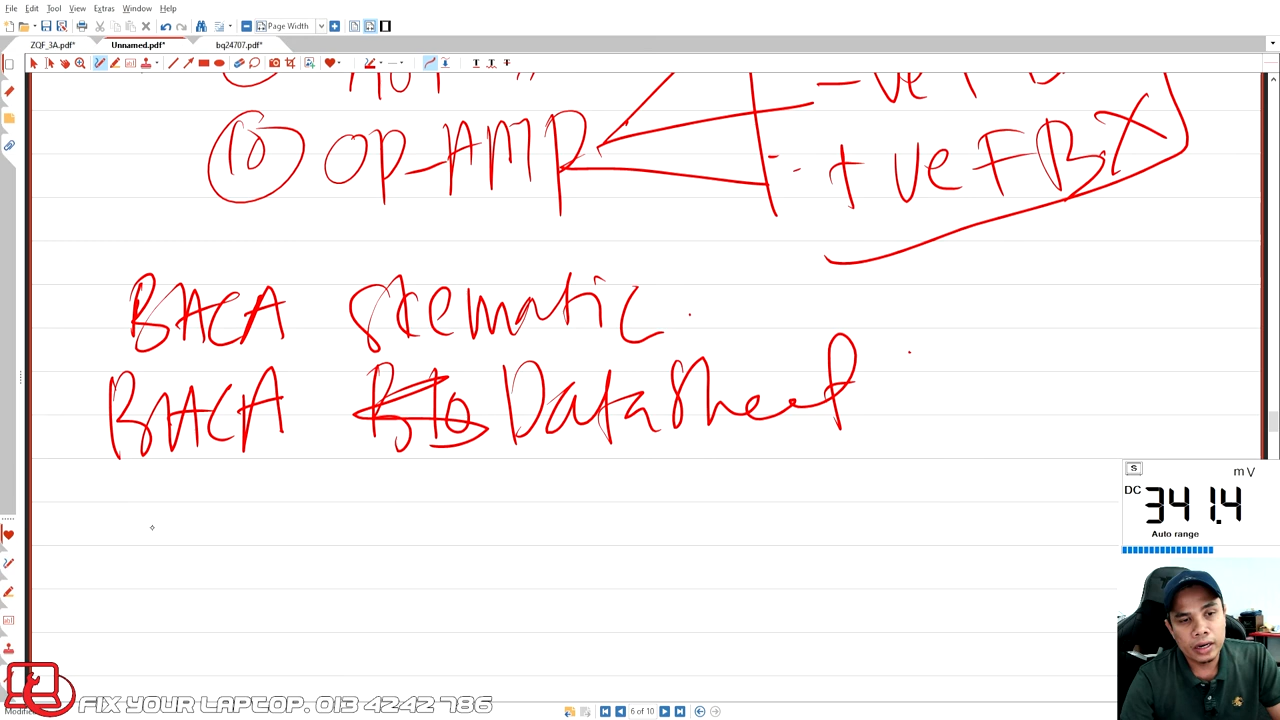 File Edit Tool View Extras Window Help
Page Width
ZQF_3A.pdf* Unnamed.pdf* bq24707.pdf*
-ve F
10 OP-AMP
+ve FB X
BACA skematic
BACA Datasheet
S mV
DC 341.4
Auto range
FIX YOUR LAPTOP. 013 4242 786
6 of 10